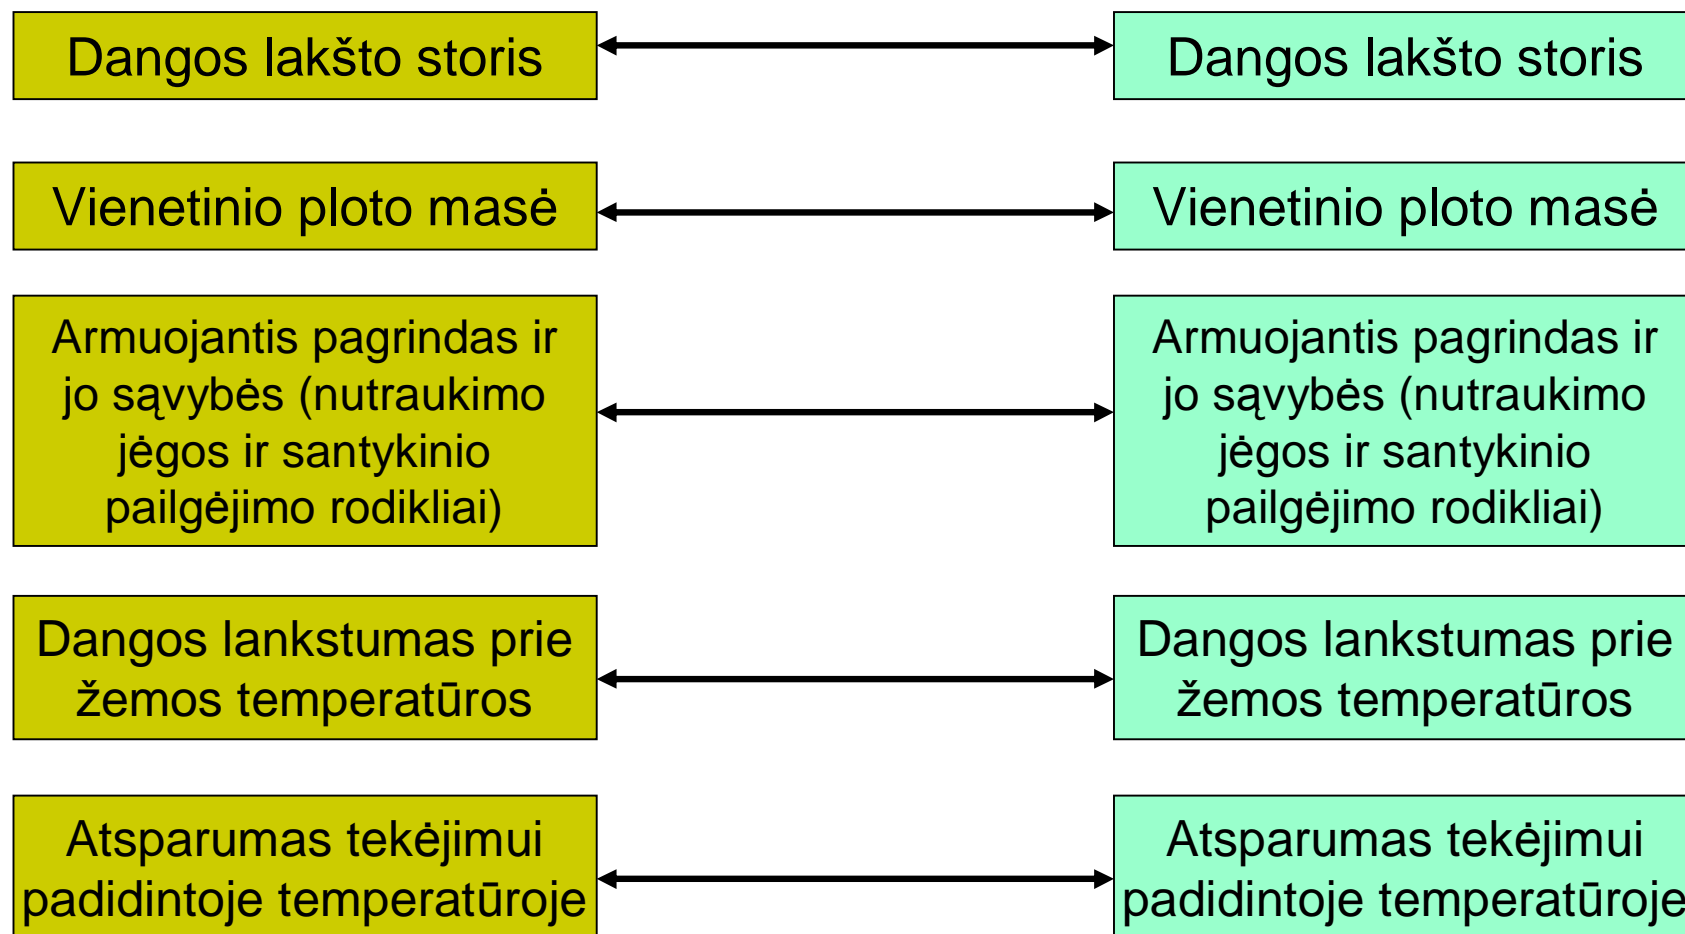 Dangos lakšto storis
Dangos lakšto storis
Vienetinio ploto masė
Vienetinio ploto masė
Armuojantis pagrindas ir
jo sąvybės (nutraukimo
jėgos ir santykinio
pailgėjimo rodikliai)
Armuojantis pagrindas ir
jo sąvybės (nutraukimo
jėgos ir santykinio
pailgėjimo rodikliai)
Dangos lankstumas prie
žemos temperatūros
Dangos lankstumas prie
žemos temperatūros
Atsparumas tekėjimui
padidintoje temperatūroje
Atsparumas tekėjimui
padidintoje temperatūroje